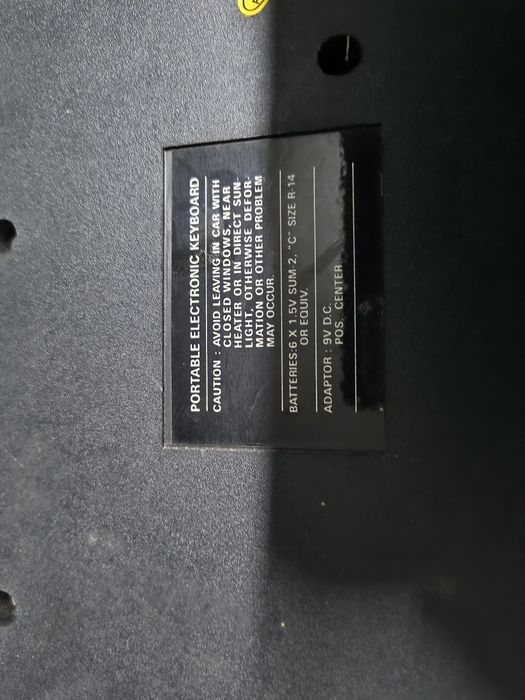 PORTABLE ELECTRONIC KEYBOARD
CAUTION : AVOID LEAVING IN CAR WITH
CLOSED WINDOWS, NEAR
HEATER OR IN DIRECT SUN-
LIGHT, OTHERWISE DEFOR-
MATION OR OTHER PROBLEM
MAY OCCUR.
BATTERIES:6 X 1.5V SUM-2, "C" SIZE R-14
OR EQUIV.
ADAPTOR : 9V D.C.
POS. CENTER